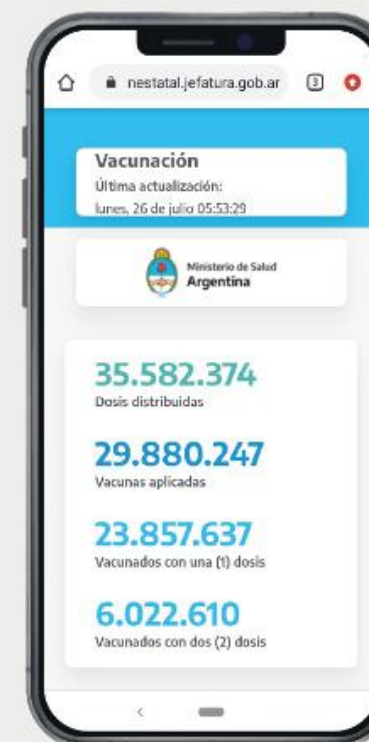 nestatal.jefatura.gob.ar
3
Vacunación
Última actualización:
lunes, 26 de julio 05:53:29
Ministerio de Salud
Argentina
35.582.374
Dosis distribuidas
29.880.247
Vacunas aplicadas
23.857.637
Vacunados con una (1) dosis
6.022.610
Vacunados con dos (2) dosis